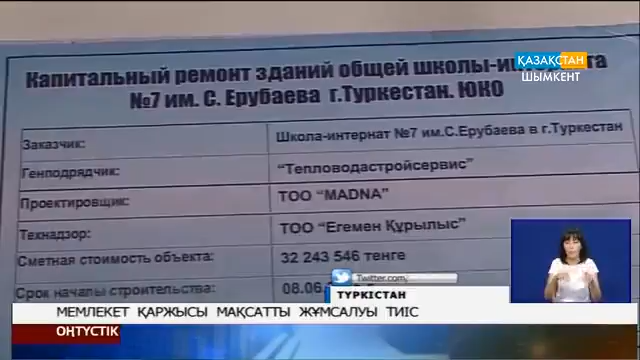 ҚАЗАҚСТАН
ШЫМКЕНТ
Капитальный ремонт зданий общей
№7 им. С. Ерубаева г.Туркестан. ЮКО
Заказчик: Школа-интернат №7 им.С.Ерубаева в г.Туркестан
Генподрядчик: "Тепловодастройсервис"
Проектировщик: ТОО "MADNA"
Технадзор: ТОО "Егемен Құрылыс"
Сметная стоимость объекта: 32 243 546 тенге
Срок начала строительства: 08.06.
Twitter.com/
ТҮРКІСТАН
МЕМЛЕКЕТ ҚАРЖЫСЫ МАҚСАТТЫ ЖҰМСАЛУЫ ТИІС
ОҢТҮСТІК